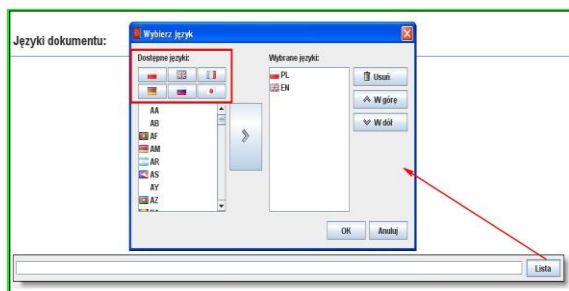 Wybierz język
Języki dokumentu:
Dostępne języki:
Wybrane języki:
PL
EN
Usuń
W górę
W dół
AA
AB
AF
AM
AR
AS
AY
AZ
OK
Anuluj
Lista